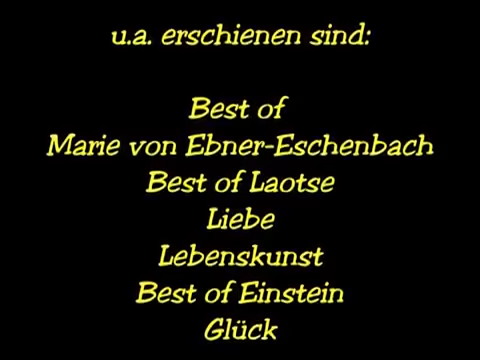 u.a. erschienen sind:
Best of
Marie von Ebner-Eschenbach
Best of Laotse
Liebe
Lebenskunst
Best of Einstein
Glück